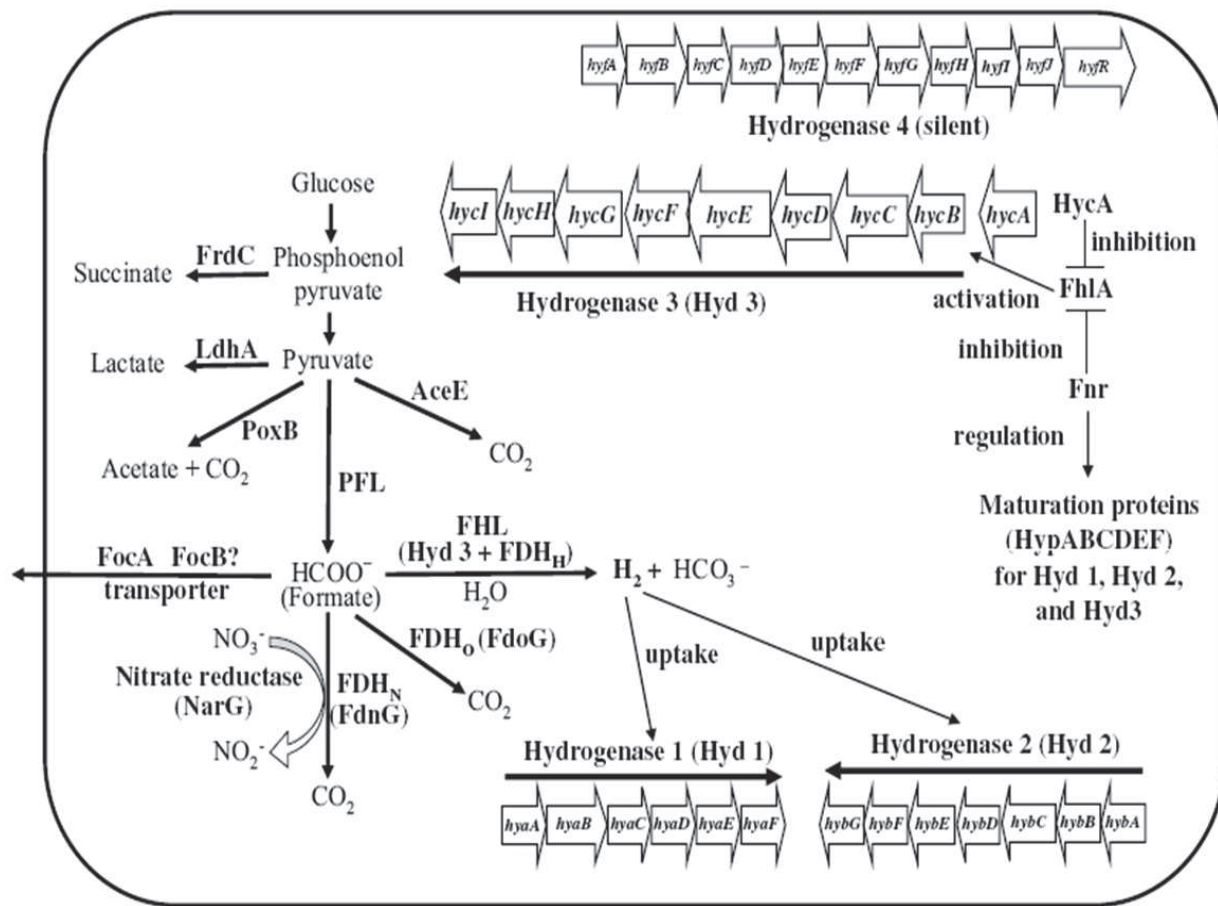 hyfA hyfB hyfC hyfD hyfE hyfF hyfG hyfH hyfI hyfJ hyfR
Hydrogenase 4 (silent)
Glucose
hycI hycH hycG hycF hycE hycD hycC hycB hycA
HycA
inhibition
FrdC
Succinate
Phosphoenol
pyruvate
Hydrogenase 3 (Hyd 3)
activation
FhlA
LdhA
Lactate
Pyruvate
inhibition
AceE
Fnr
PoxB
regulation
Acetate + CO₂
CO₂
PFL
Maturation proteins
(HypABCDEF)
for Hyd 1, Hyd 2,
and Hyd3
FHL
(Hyd 3 + FDH_H)
H₂O
FocA FocB?
transporter
HCOO⁻
(Formate)
H₂ + HCO₃⁻
NO₃⁻
FDH_O (FdoG)
uptake
uptake
Nitrate reductase
(NarG)
FDH_N
(FdnG)
CO₂
NO₂⁻
CO₂
Hydrogenase 1 (Hyd 1)
Hydrogenase 2 (Hyd 2)
hyaA hyaB hyaC hyaD hyaE hyaF
hybG hybF hybE hybD hybC hybB hybA